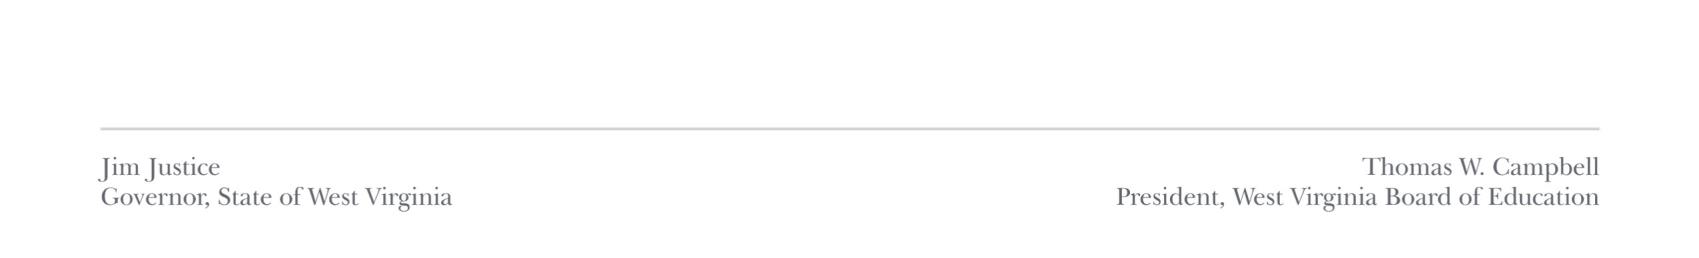 Jim Justice
Governor, State of West Virginia
Thomas W. Campbell
President, West Virginia Board of Education